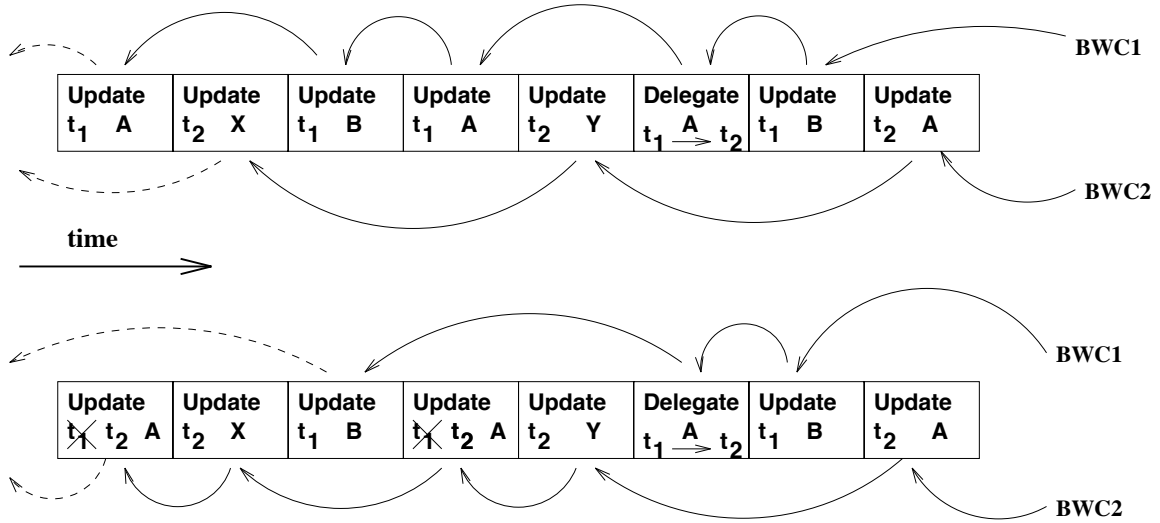 BWC1
Update Update Update Update Update Delegate Update Update
t1 A t2 X t1 B t1 A t2 Y A t1 B t2 A
t1 → t2
BWC2
time
BWC1
Update Update Update Update Update Delegate Update Update
t1 t2 A t2 X t1 B t1 t2 A t2 Y A t1 B t2 A
t1 → t2
BWC2